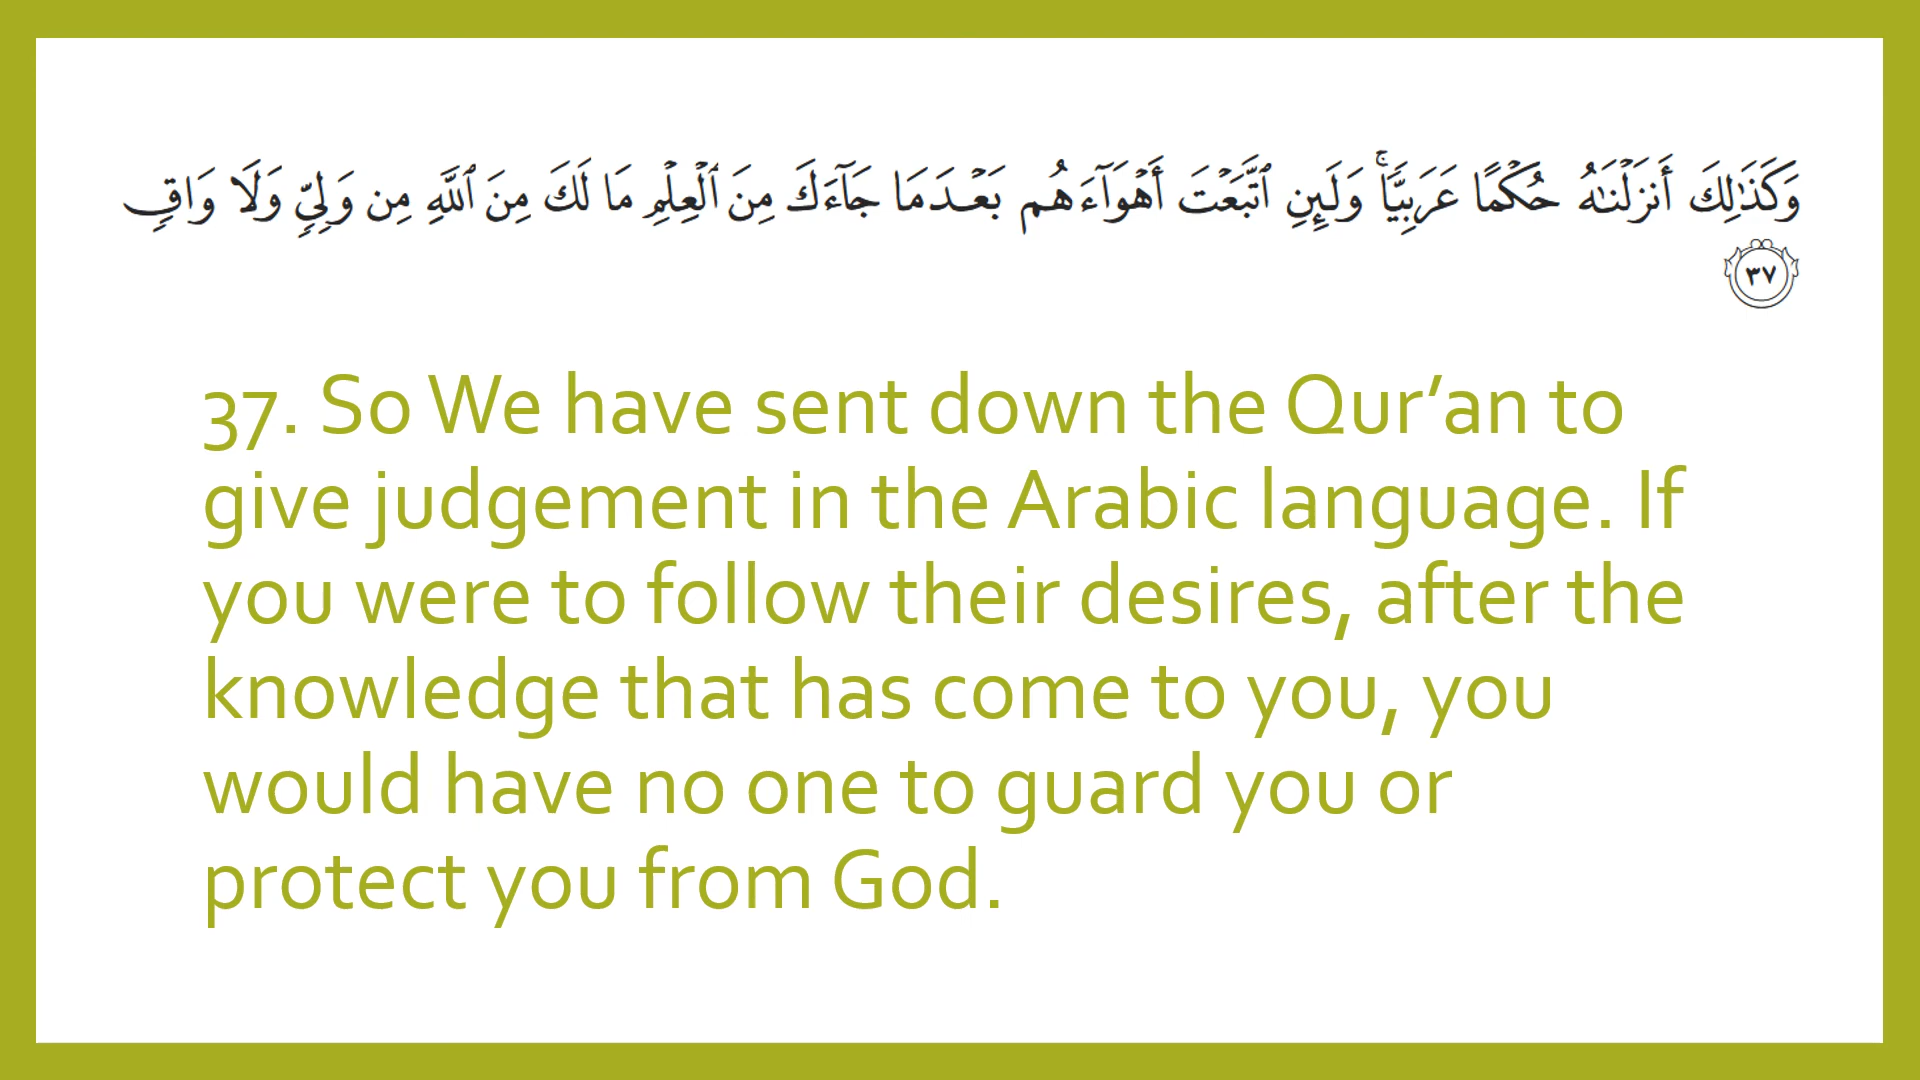 وَكَذَٰلِكَ أَنزَلْنَٰهُ حُكْمًا عَرَبِيًّا ۚ وَلَئِنِ ٱتَّبَعْتَ أَهْوَآءَهُم بَعْدَمَا جَآءَكَ مِنَ ٱلْعِلْمِ مَا لَكَ مِنَ ٱللَّهِ مِن وَلِىٍّ وَلَا وَاقٍ
٣٧
37. So We have sent down the Qur’an to
give judgement in the Arabic language. If
you were to follow their desires, after the
knowledge that has come to you, you
would have no one to guard you or
protect you from God.